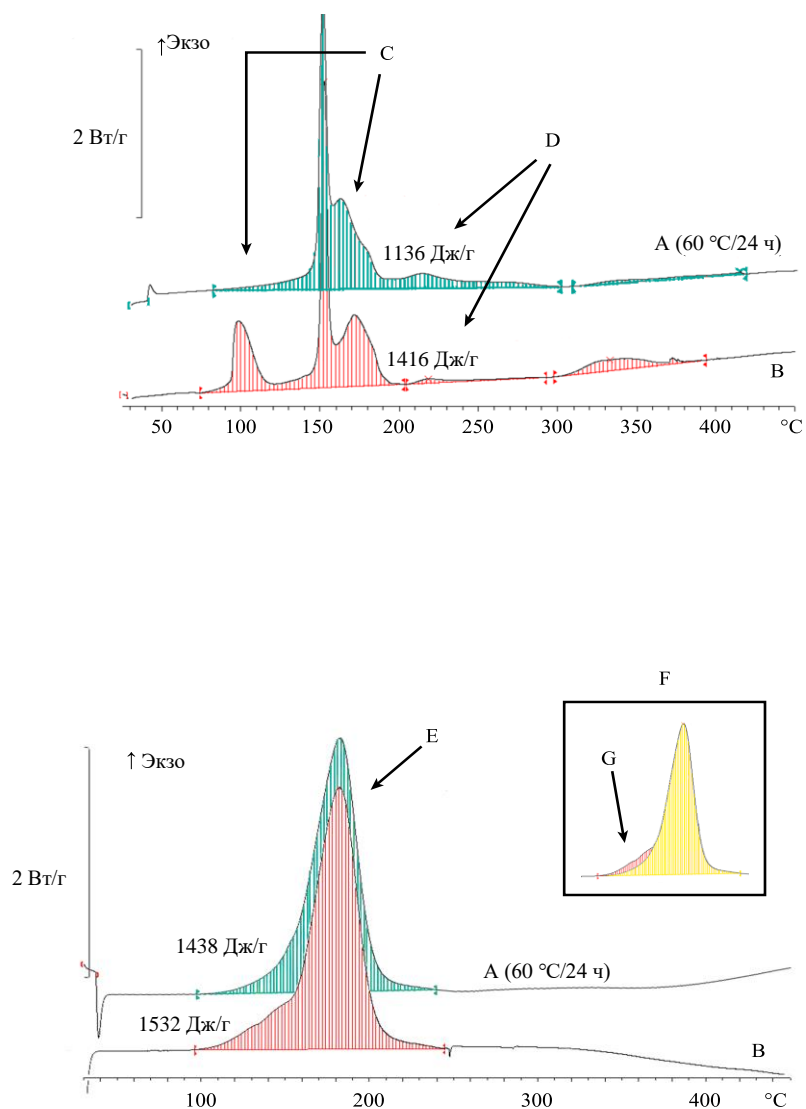 ↑Экзо
C
2 Вт/г
D
1136 Дж/г
A (60 °C/24 ч)
1416 Дж/г
B
50 100 150 200 250 300 350 400 °C
F
↑ Экзо
E
G
2 Вт/г
1438 Дж/г
A (60 °C/24 ч)
1532 Дж/г
B
100 200 300 400 °C